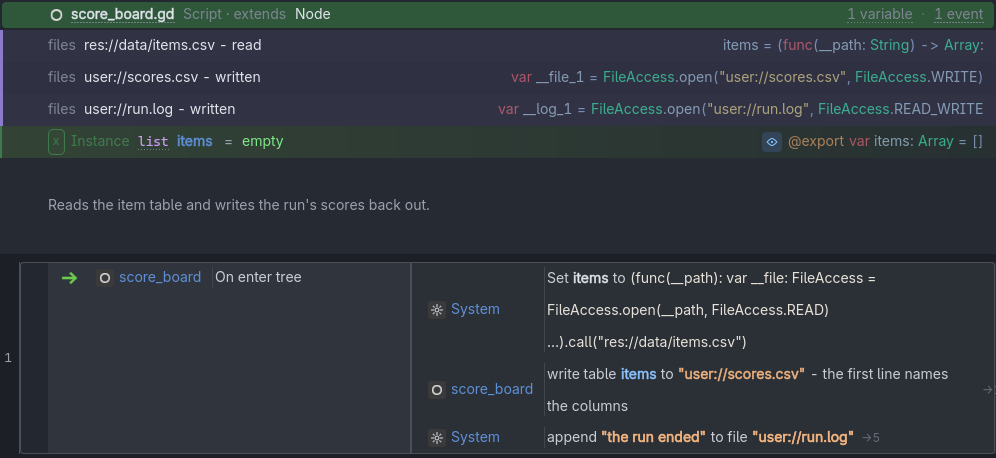 score_board.gd Script · extends Node 1 variable · 1 event
files res://data/items.csv - read items = (func(__path: String) -> Array:
files user://scores.csv - written var __file_1 = FileAccess.open("user://scores.csv", FileAccess.WRITE)
files user://run.log - written var __log_1 = FileAccess.open("user://run.log", FileAccess.READ_WRITE
x Instance list items = empty @export var items: Array = []
Reads the item table and writes the run's scores back out.
1
score_board On enter tree
System Set items to (func(__path): var __file: FileAccess =
FileAccess.open(__path, FileAccess.READ)
...).call("res://data/items.csv")
score_board write table items to "user://scores.csv" - the first line names
the columns →
System append "the run ended" to file "user://run.log" →5